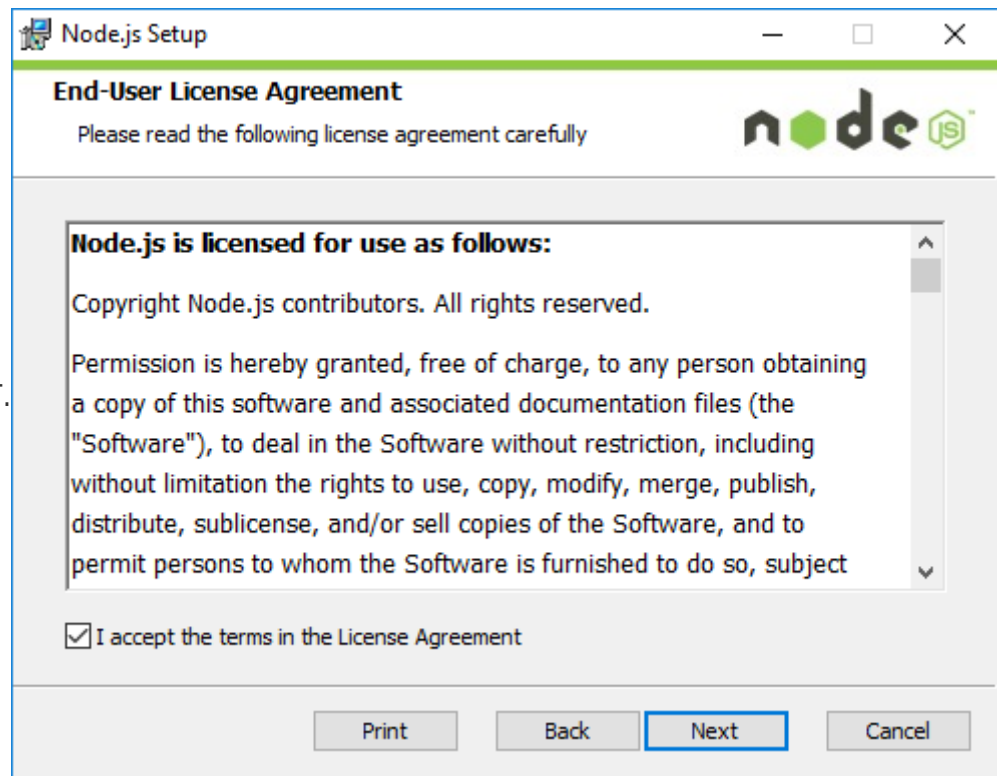 Node.js Setup
End-User License Agreement
Please read the following license agreement carefully
node JS™
Node.js is licensed for use as follows:
Copyright Node.js contributors. All rights reserved.
Permission is hereby granted, free of charge, to any person obtaining
a copy of this software and associated documentation files (the
"Software"), to deal in the Software without restriction, including
without limitation the rights to use, copy, modify, merge, publish,
distribute, sublicense, and/or sell copies of the Software, and to
permit persons to whom the Software is furnished to do so, subject
I accept the terms in the License Agreement
Print Back Next Cancel